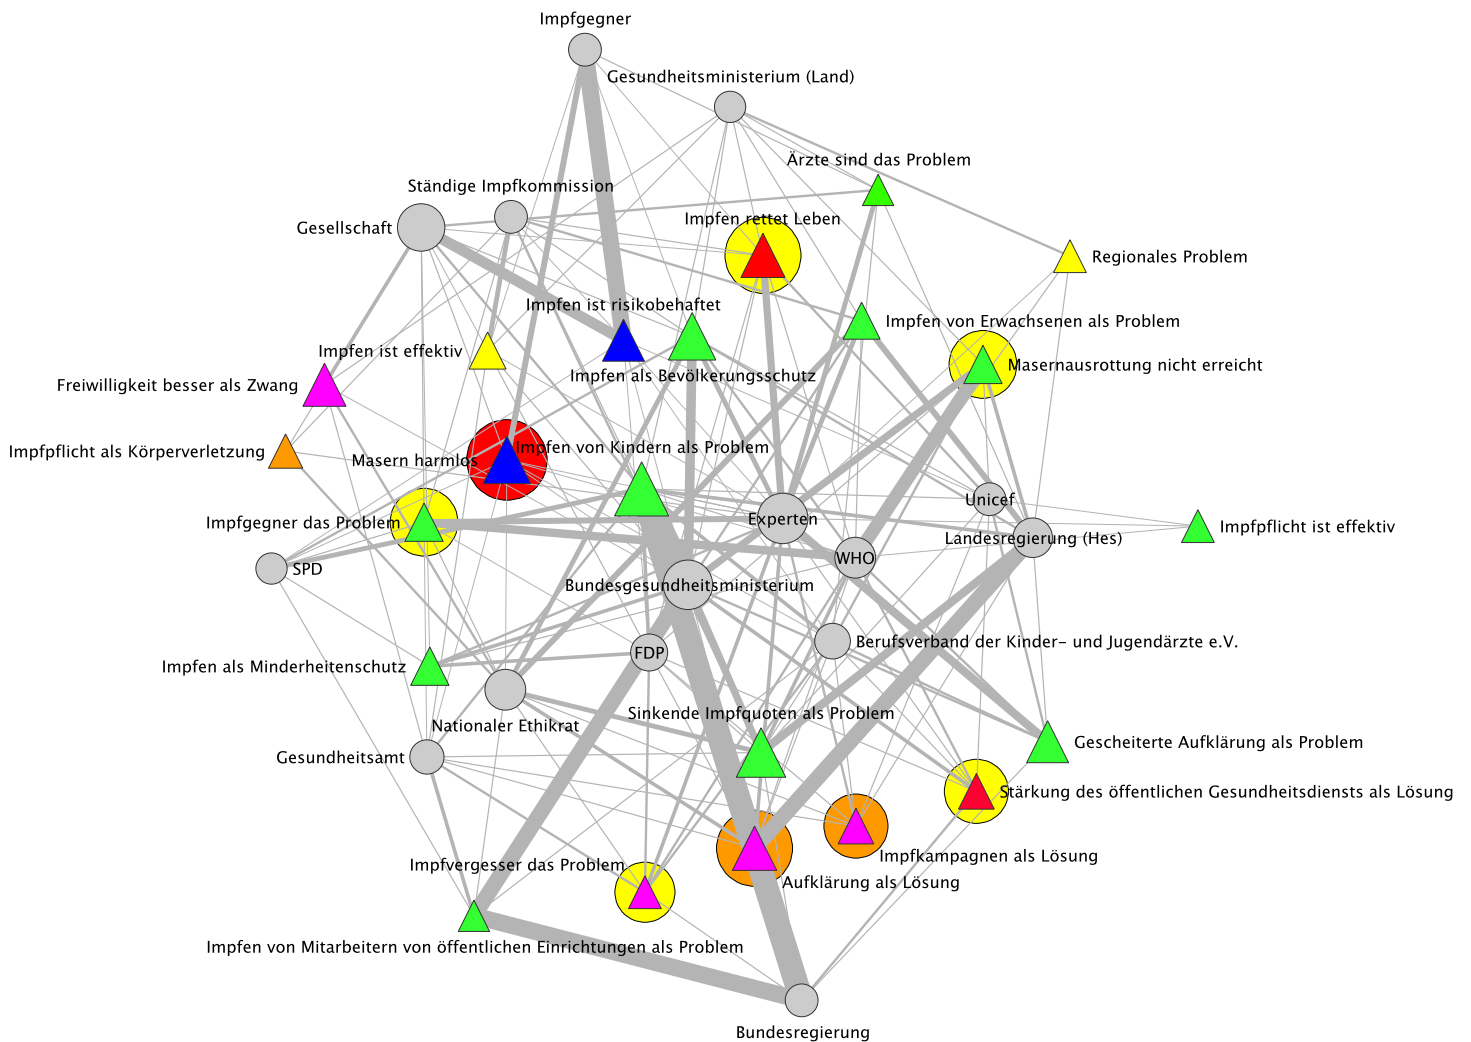 Impfgegner
Gesundheitsministerium (Land)
Ärzte sind das Problem
Ständige Impfkommission
Impfen rettet Leben
Gesellschaft
Regionales Problem
Impfen ist risikobehaftet
Impfen von Erwachsenen als Problem
Impfen ist effektiv
Masernausrottung nicht erreicht
Impfen als Bevölkerungsschutz
Freiwilligkeit besser als Zwang
Impfen von Kindern als Problem
Impfpflicht als Körperverletzung
Masern harmlos
Unicef
Impfgegner das Problem
Experten
Impfpflicht ist effektiv
Landesregierung (Hes)
WHO
SPD
Bundesgesundheitsministerium
Berufsverband der Kinder- und Jugendärzte e.V.
FDP
Impfen als Minderheitenschutz
Sinkende Impfquoten als Problem
Nationaler Ethikrat
Gescheiterte Aufklärung als Problem
Gesundheitsamt
Stärkung des öffentlichen Gesundheitsdiensts als Lösung
Impfkampagnen als Lösung
Impfvergesser das Problem
Aufklärung als Lösung
Impfen von Mitarbeitern von öffentlichen Einrichtungen als Problem
Bundesregierung